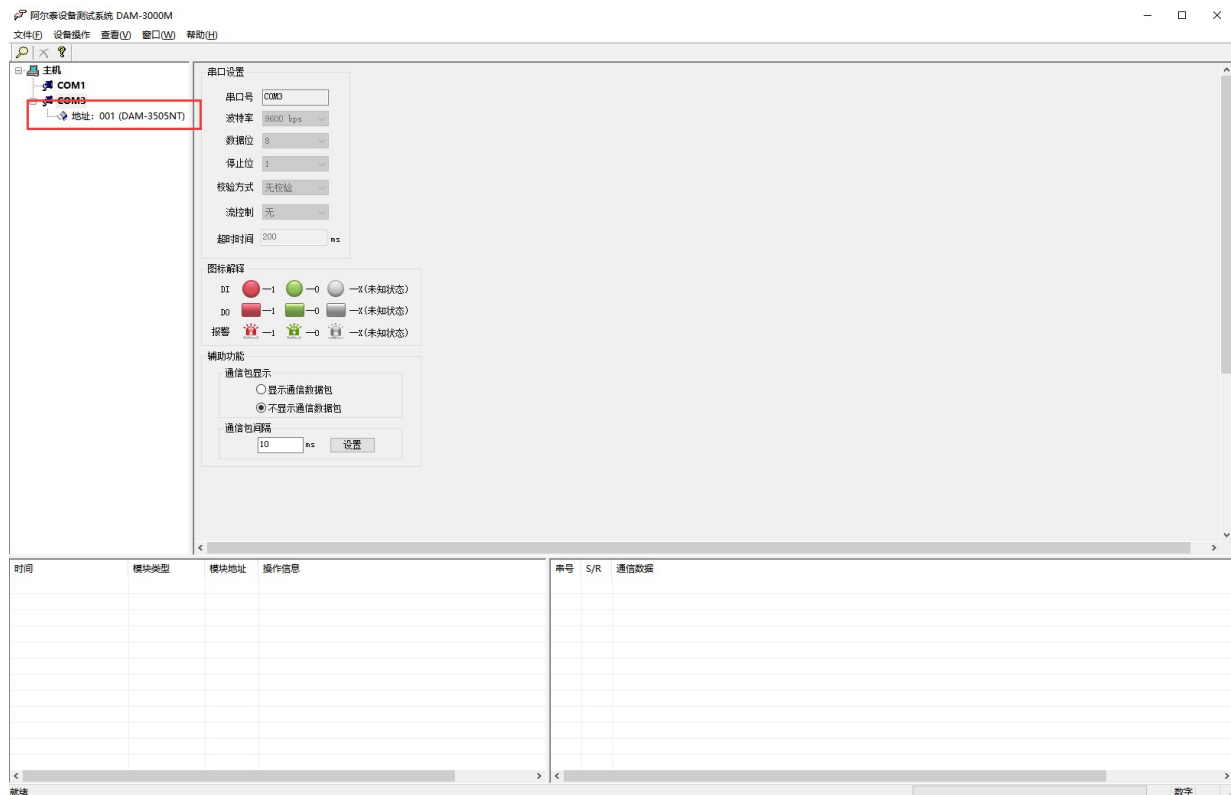 阿尔泰设备测试系统 DAM-3000M
文件(F) 设备操作 查看(V) 窗口(W) 帮助(H)
主机
COM1
COM3
地址：001 (DAM-3505NT)
串口设置
串口号 COM3
波特率 9600 bps
数据位 8
停止位 1
校验方式 无校验
流控制 无
超时时间 200 ms
图标解释
DI —1 —0 —X(未知状态)
DO —1 —0 —X(未知状态)
报警 —1 —0 —X(未知状态)
辅助功能
通信包显示
显示通信数据包
不显示通信数据包
通信包间隔
10 ms 设置
时间 模块类型 模块地址 操作信息
串号 S/R 通信数据
就绪 数字